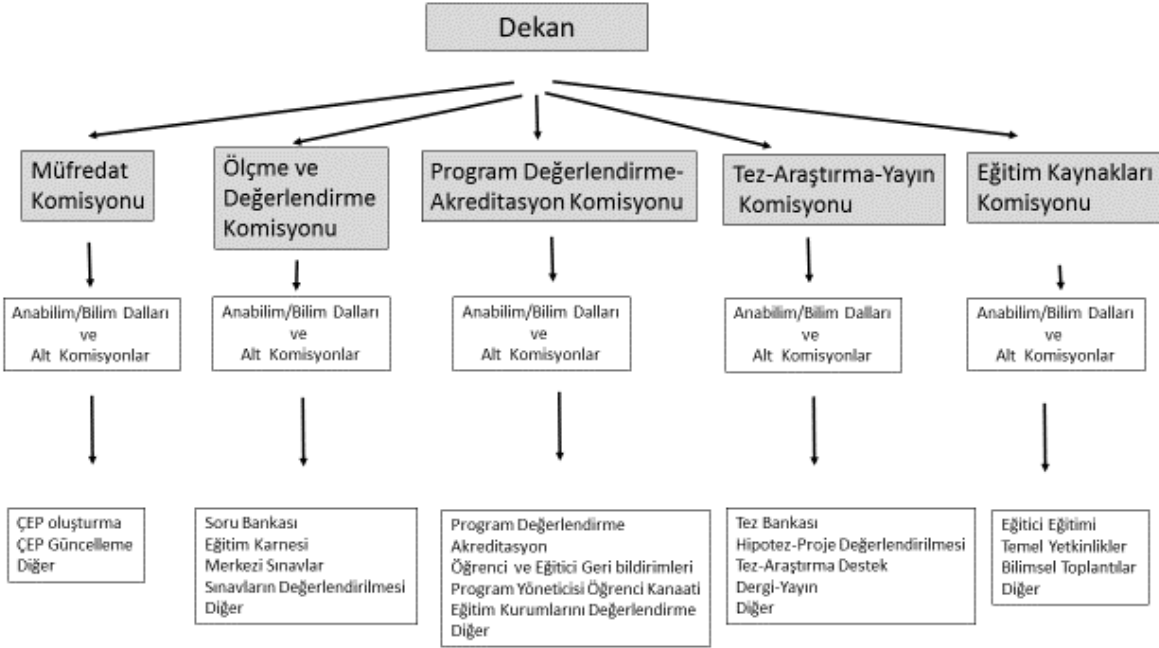 Dekan
Müfredat
Komisyonu
Ölçme ve
Değerlendirme
Komisyonu
Program Değerlendirme-
Akreditasyon Komisyonu
Tez-Araştırma-Yayın
Komisyonu
Eğitim Kaynakları
Komisyonu
Anabilim/Bilim Dalları
ve
Alt Komisyonlar
Anabilim/Bilim Dalları
ve
Alt Komisyonlar
Anabilim/Bilim Dalları
ve
Alt Komisyonlar
Anabilim/Bilim Dalları
ve
Alt Komisyonlar
Anabilim/Bilim Dalları
ve
Alt Komisyonlar
ÇEP oluşturma
ÇEP Güncelleme
Diğer
Soru Bankası
Eğitim Karnesi
Merkezi Sınavlar
Sınavların Değerlendirilmesi
Diğer
Program Değerlendirme
Akreditasyon
Öğrenci ve Eğitici Geri bildirimleri
Program Yöneticisi Öğrenci Kanaati
Eğitim Kurumlarını Değerlendirme
Diğer
Tez Bankası
Hipotez-Proje Değerlendirilmesi
Tez-Araştırma Destek
Dergi-Yayın
Diğer
Eğitici Eğitimi
Temel Yetkinlikler
Bilimsel Toplantılar
Diğer